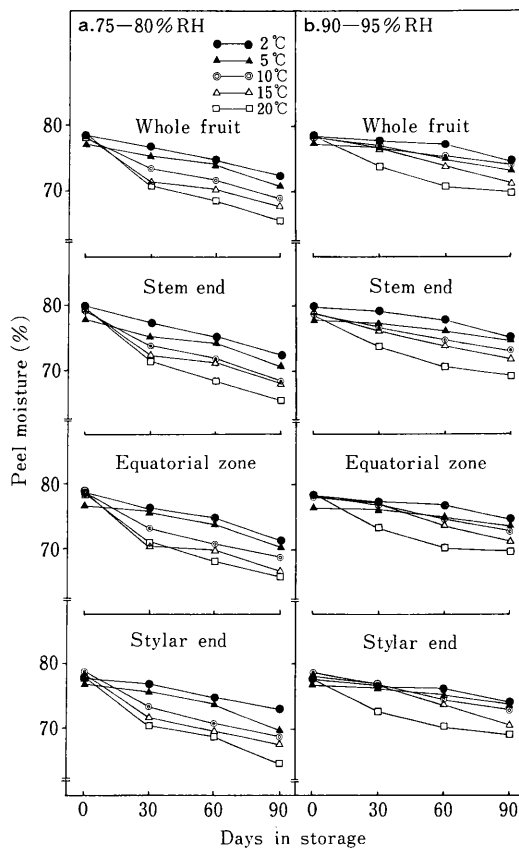 a.75—80%RH
2℃
5℃
10℃
15℃
20℃
Whole fruit
80
70
Stem end
80
70
Equatorial zone
80
70
Stylar end
80
70
0 30 60 90
b.90—95%RH
Whole fruit
Stem end
Equatorial zone
Stylar end
0 30 60 90
Peel moisture (%)
Days in storage